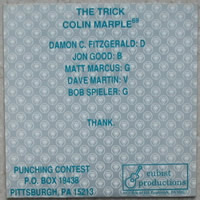 THE TRICK
COLIN MARPLE
DAMON C. FITZGERALD: D
JON GOOD: B
MATT MARCUS: G
DAVE MARTIN: V
BOB SPIELER: G
THANK.
PUNCHING CONTEST
P.O. BOX 19436
PITTSBURGH, PA 15213
cubist
productions